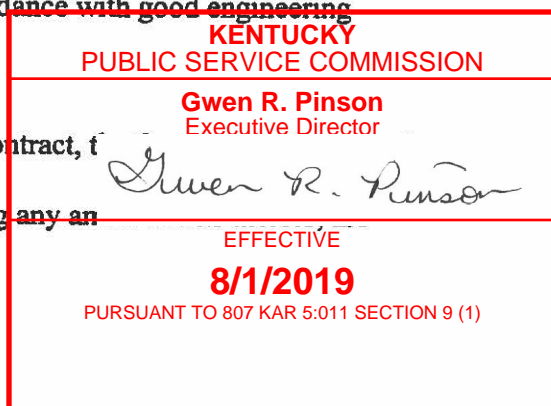 dance with good engineering
KENTUCKY
PUBLIC SERVICE COMMISSION
Gwen R. Pinson
Executive Director
ontract, t
Gwen R. Pinson
g any an
EFFECTIVE
8/1/2019
PURSUANT TO 807 KAR 5:011 SECTION 9 (1)